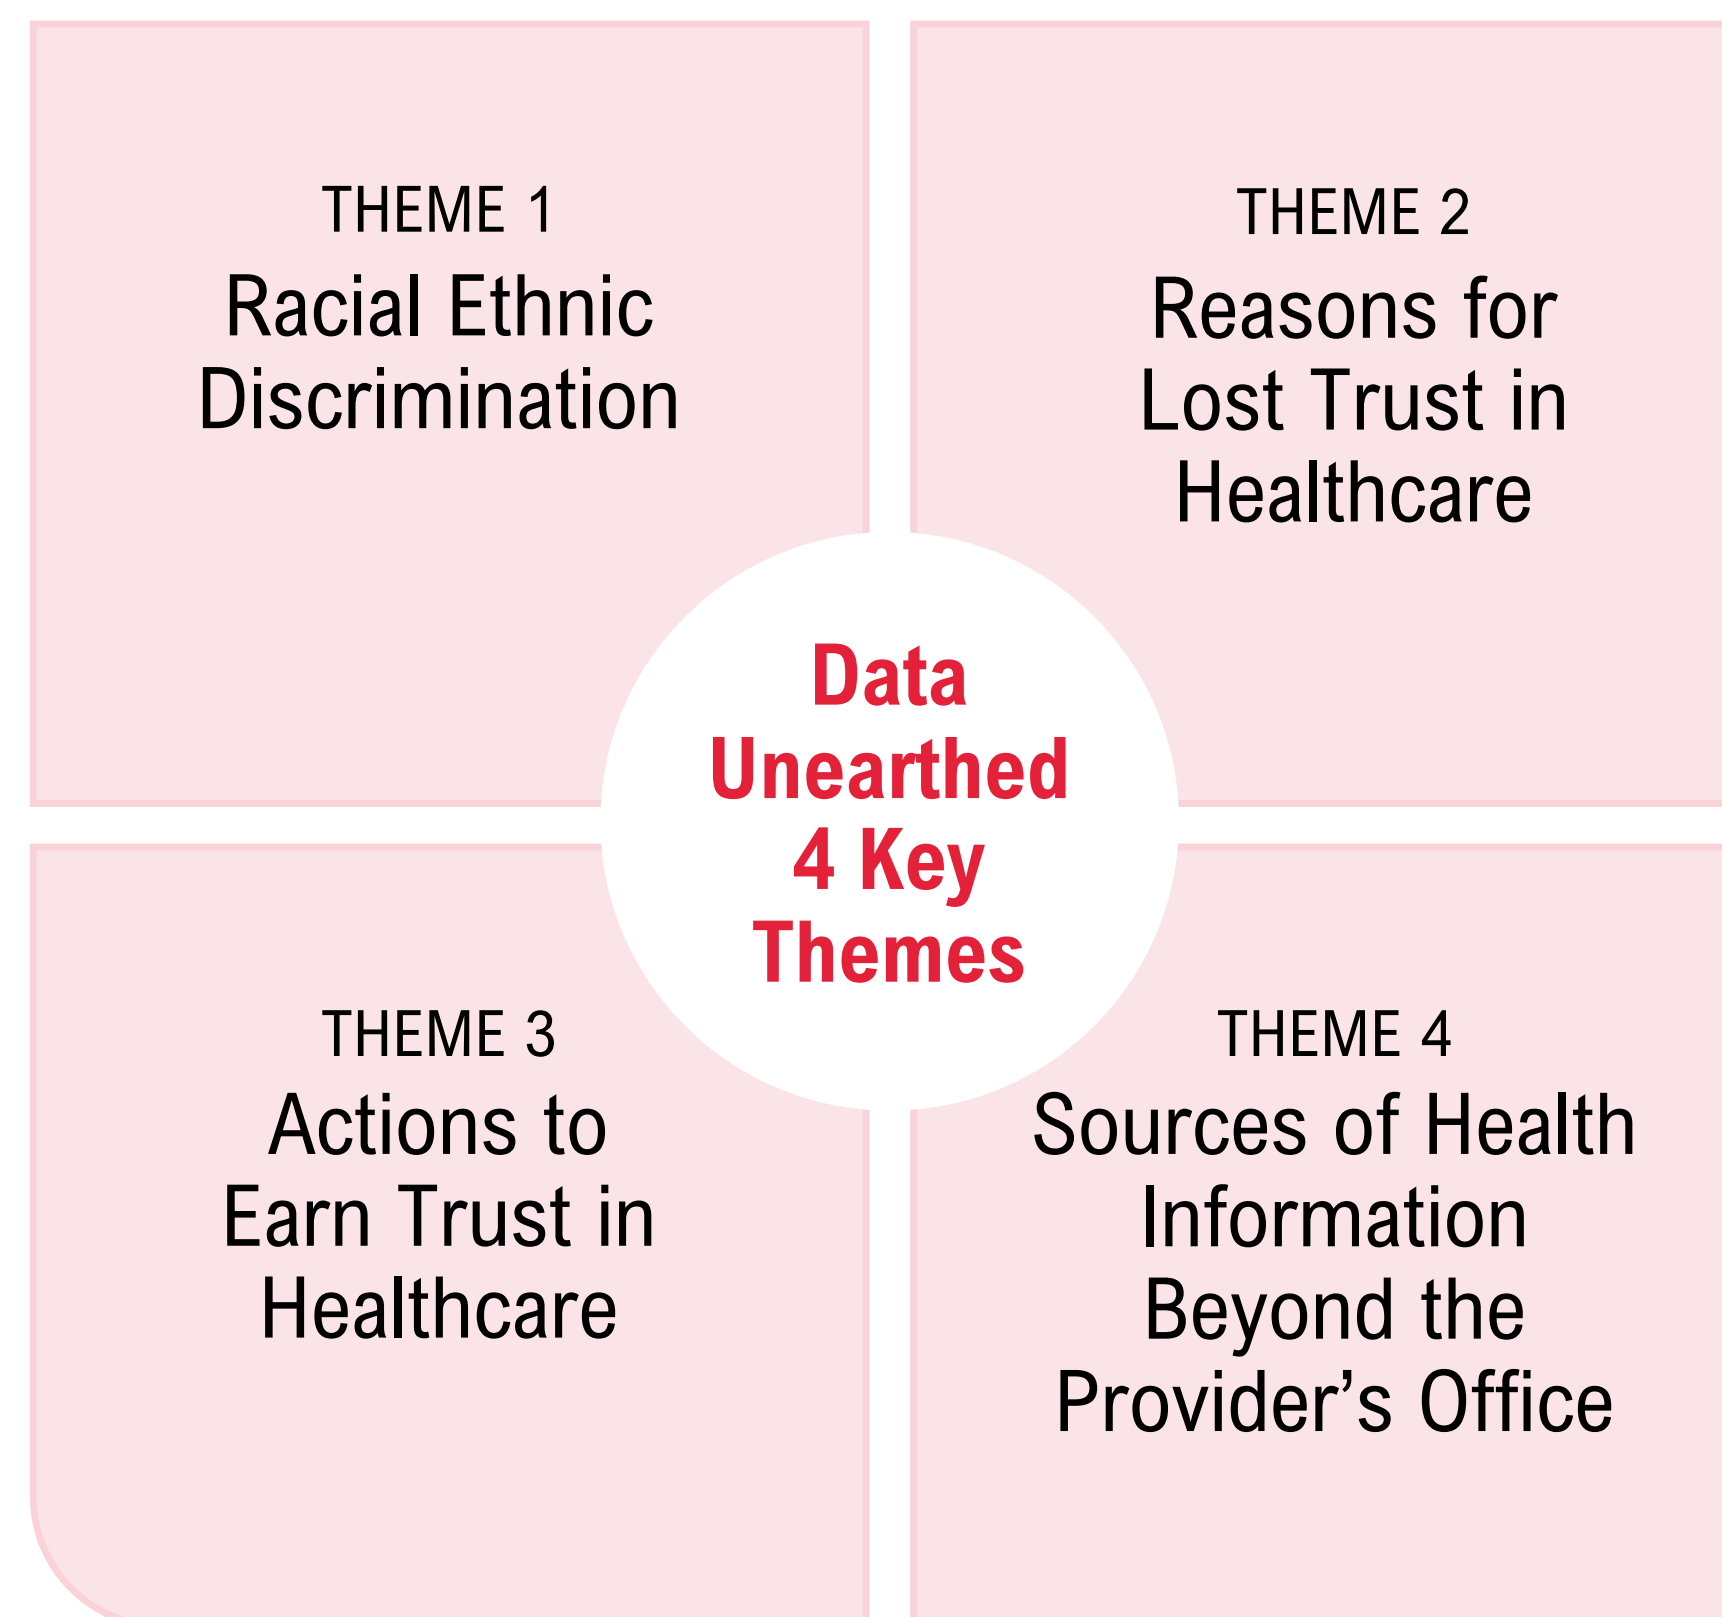 THEME 1
Racial Ethnic
Discrimination
THEME 2
Reasons for
Lost Trust in
Healthcare
Data
Unearthed
4 Key
Themes
THEME 3
Actions to
Earn Trust in
Healthcare
THEME 4
Sources of Health
Information
Beyond the
Provider’s Office